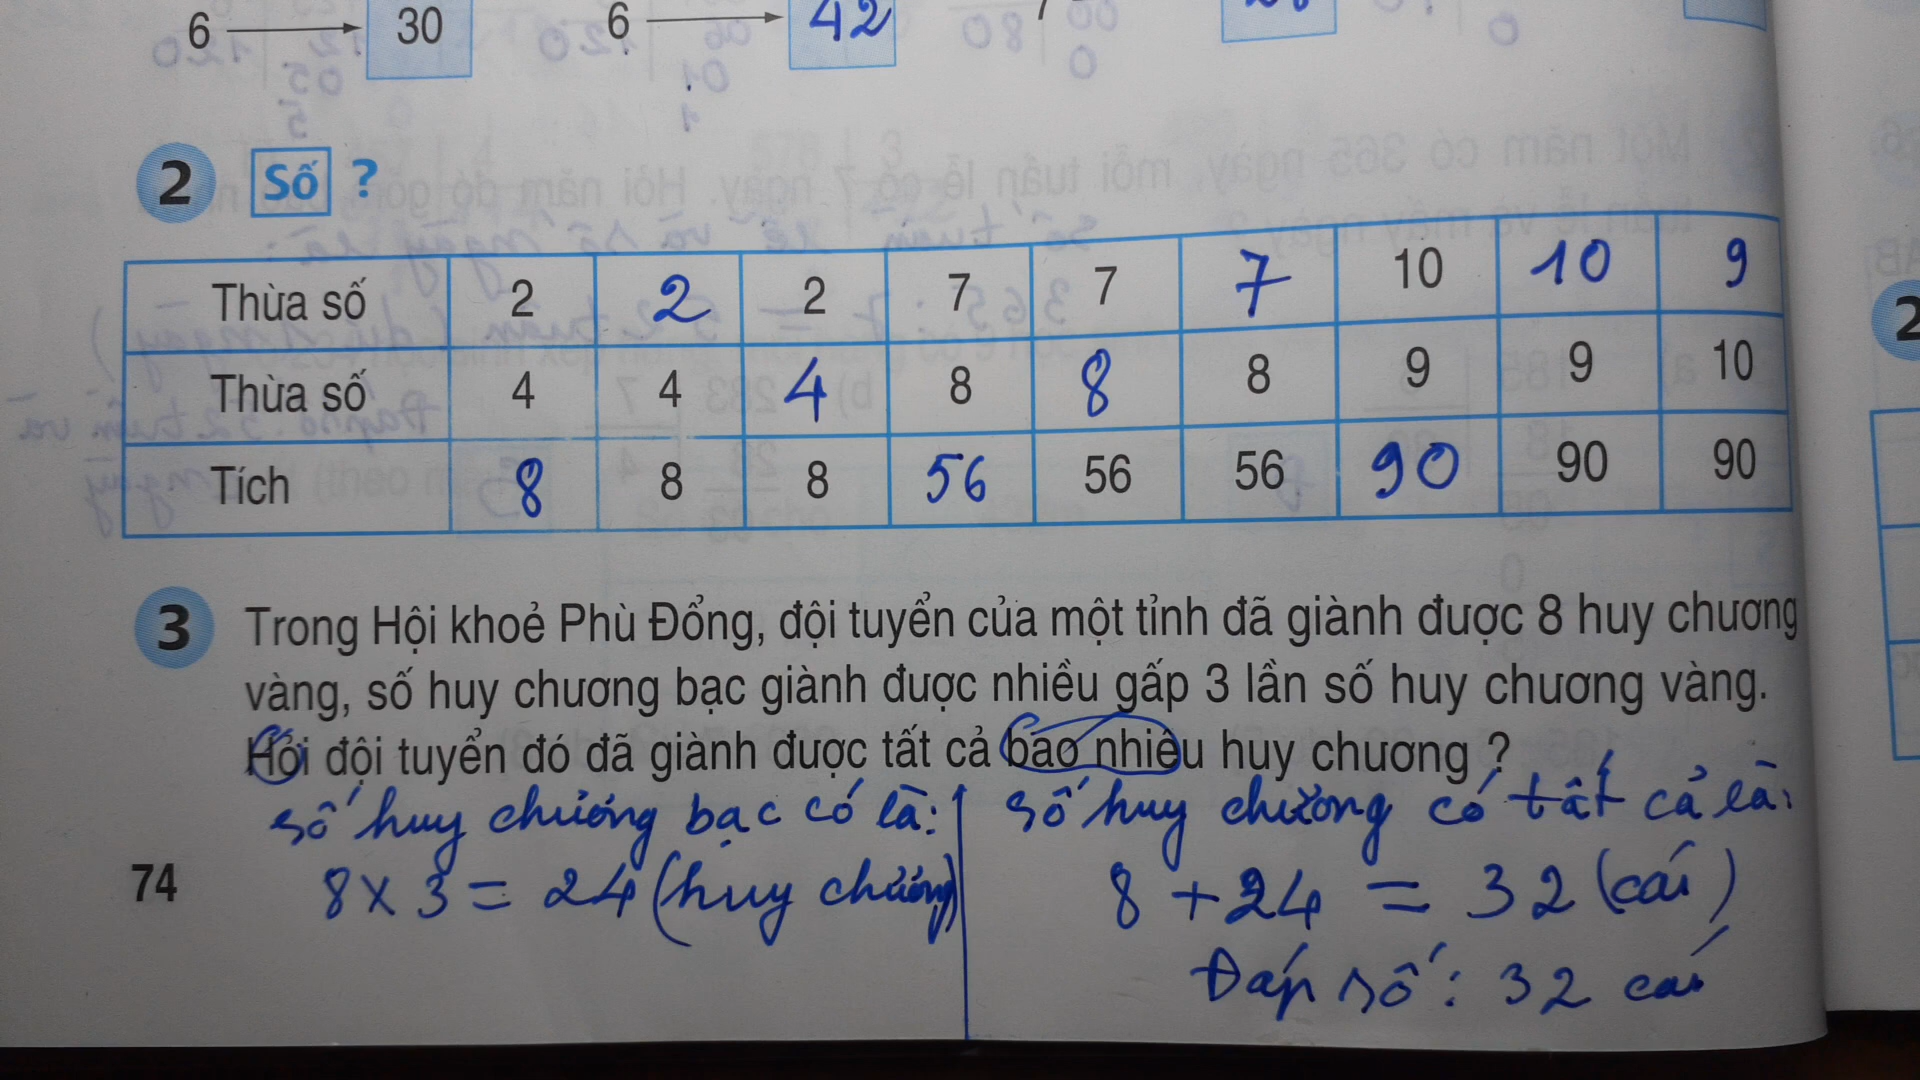 6 30 6 42
2 Số ?
Thừa số 2 2 2 7 7 7 10 10 9
Thừa số 4 4 4 8 8 8 9 9 10
Tích 8 8 8 56 56 56 90 90 90
3 Trong Hội khoẻ Phù Đổng, đội tuyển của một tỉnh đã giành được 8 huy chương
vàng, số huy chương bạc giành được nhiều gấp 3 lần số huy chương vàng.
Hỏi đội tuyển đó đã giành được tất cả bao nhiêu huy chương ?
số huy chương bạc có là:
8 x 3 = 24 (huy chương)
số huy chương có tất cả là:
8 + 24 = 32 (cái)
Đáp số: 32 cái
74
2